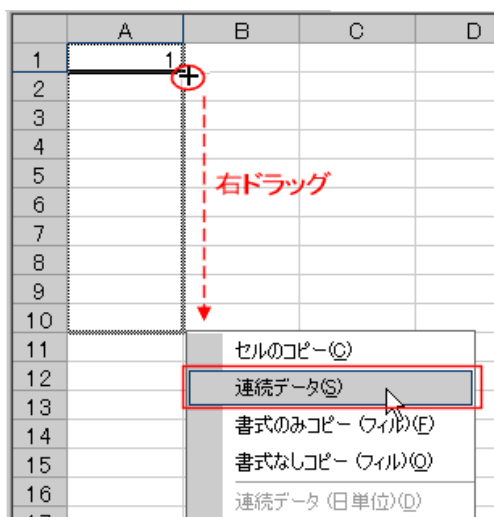 A B C D
1 1
2
3
4
5
右ドラッグ
6
7
8
9
10
11 セルのコピー(C)
12 連続データ(S)
13
書式のみコピー (フィル)(F)
14
15 書式なしコピー (フィル)(O)
16 連続データ (日単位)(D)